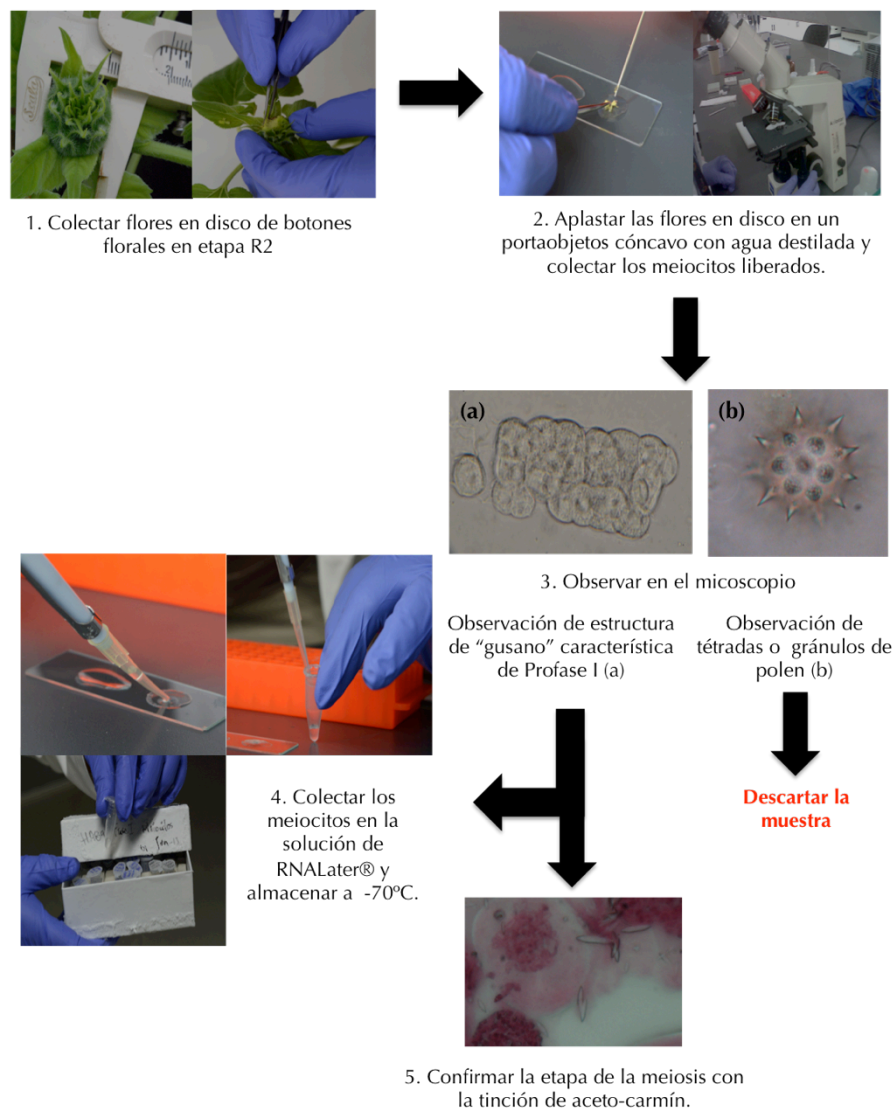 1. Colectar flores en disco de botones
florales en etapa R2
2. Aplastar las flores en disco en un
portaobjetos cóncavo con agua destilada y
colectar los meiocitos liberados.
(a)
(b)
3. Observar en el micoscopio
Observación de estructura
de “gusano” característica
de Profase I (a)
Observación de
tétradas o gránulos de
polen (b)
Descartar la
muestra
4. Colectar los
meiocitos en la
solución de
RNALater® y
almacenar a -70ºC.
5. Confirmar la etapa de la meiosis con
la tinción de aceto-carmín.